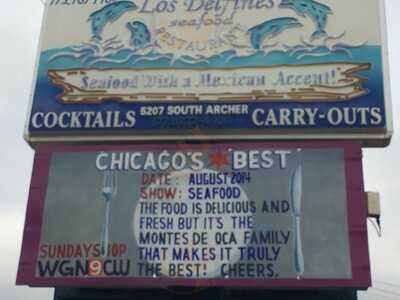 Los Delfines
seafood
RESTAURANT
Seafood With a Mexican Accent!
COCKTAILS 5207 SOUTH ARCHER CARRY-OUTS
CHICAGO'S BEST
DATE: AUGUST 2014
SHOW: SEAFOOD
THE FOOD IS DELICIOUS AND
FRESH BUT IT'S THE
MONTES DE OCA FAMILY
THAT MAKES IT TRULY
THE BEST! CHEERS,
SUNDAYS 10P
WGN9CW